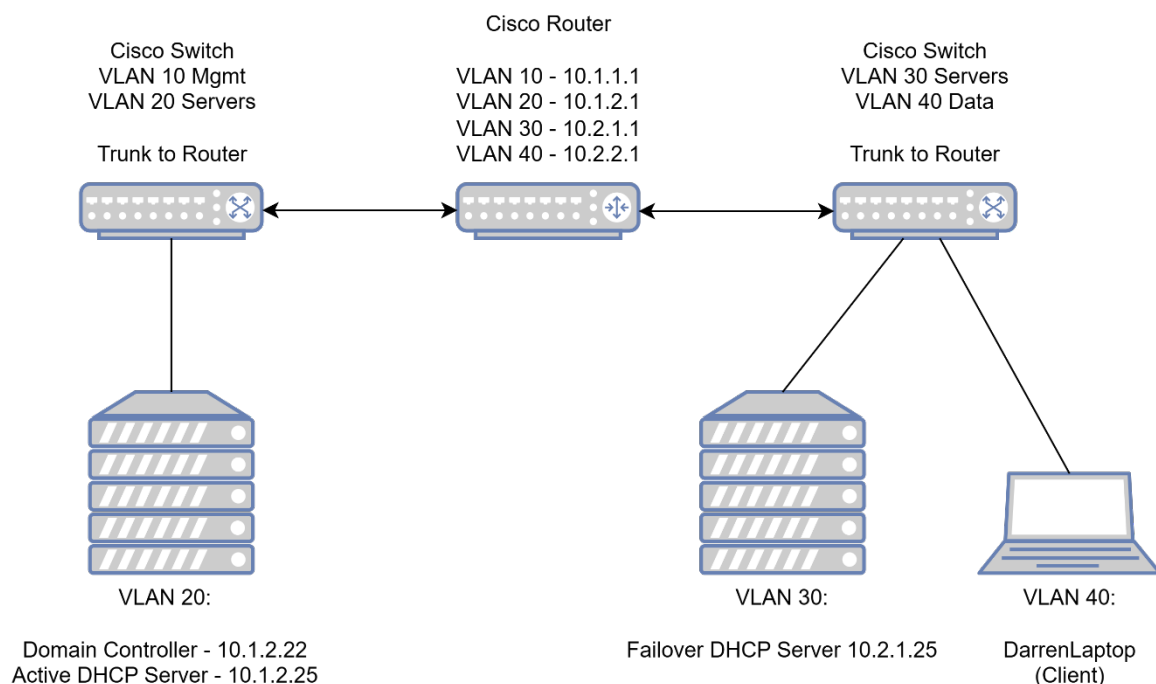 Cisco Switch
VLAN 10 Mgmt
VLAN 20 Servers
Trunk to Router
Cisco Router
VLAN 10 - 10.1.1.1
VLAN 20 - 10.1.2.1
VLAN 30 - 10.2.1.1
VLAN 40 - 10.2.2.1
Cisco Switch
VLAN 30 Servers
VLAN 40 Data
Trunk to Router
VLAN 20:
Domain Controller - 10.1.2.22
Active DHCP Server - 10.1.2.25
VLAN 30:
Failover DHCP Server 10.2.1.25
VLAN 40:
DarrenLaptop
(Client)